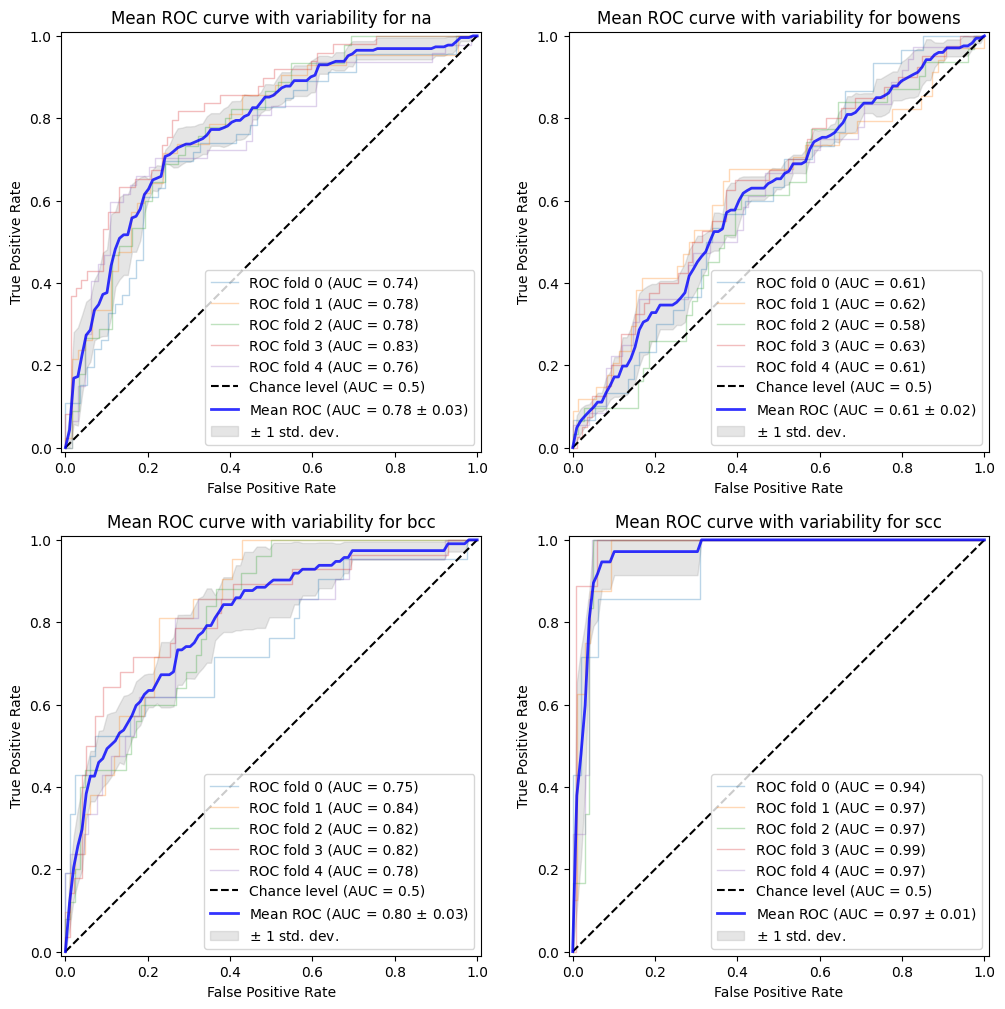 Mean ROC curve with variability for na
1.0
0.8
0.6
0.4
0.2
0.0
True Positive Rate
ROC fold 0 (AUC = 0.74)
ROC fold 1 (AUC = 0.78)
ROC fold 2 (AUC = 0.78)
ROC fold 3 (AUC = 0.83)
ROC fold 4 (AUC = 0.76)
Chance level (AUC = 0.5)
Mean ROC (AUC = 0.78 ± 0.03)
± 1 std. dev.
0.0 0.2 0.4 0.6 0.8 1.0
False Positive Rate
Mean ROC curve with variability for bowens
1.0
0.8
0.6
0.4
0.2
0.0
True Positive Rate
ROC fold 0 (AUC = 0.61)
ROC fold 1 (AUC = 0.62)
ROC fold 2 (AUC = 0.58)
ROC fold 3 (AUC = 0.63)
ROC fold 4 (AUC = 0.61)
Chance level (AUC = 0.5)
Mean ROC (AUC = 0.61 ± 0.02)
± 1 std. dev.
0.0 0.2 0.4 0.6 0.8 1.0
False Positive Rate
Mean ROC curve with variability for bcc
1.0
0.8
0.6
0.4
0.2
0.0
True Positive Rate
ROC fold 0 (AUC = 0.75)
ROC fold 1 (AUC = 0.84)
ROC fold 2 (AUC = 0.82)
ROC fold 3 (AUC = 0.82)
ROC fold 4 (AUC = 0.78)
Chance level (AUC = 0.5)
Mean ROC (AUC = 0.80 ± 0.03)
± 1 std. dev.
0.0 0.2 0.4 0.6 0.8 1.0
False Positive Rate
Mean ROC curve with variability for scc
1.0
0.8
0.6
0.4
0.2
0.0
True Positive Rate
ROC fold 0 (AUC = 0.94)
ROC fold 1 (AUC = 0.97)
ROC fold 2 (AUC = 0.97)
ROC fold 3 (AUC = 0.99)
ROC fold 4 (AUC = 0.97)
Chance level (AUC = 0.5)
Mean ROC (AUC = 0.97 ± 0.01)
± 1 std. dev.
0.0 0.2 0.4 0.6 0.8 1.0
False Positive Rate